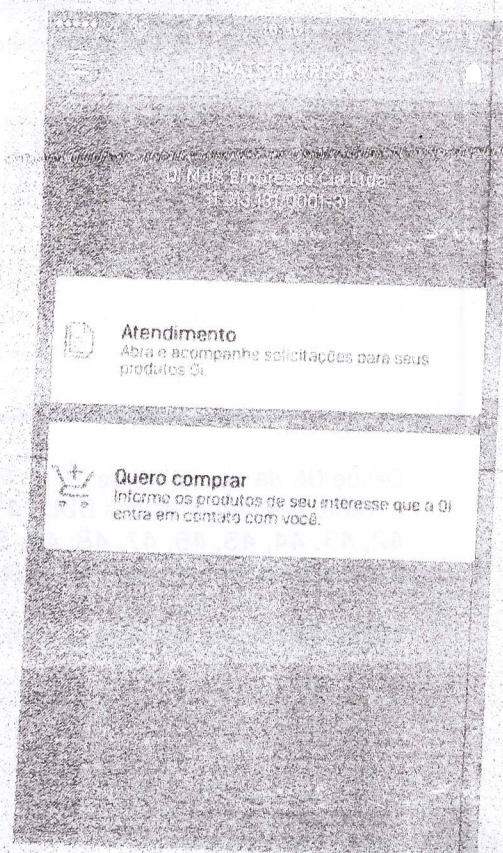 OI MAIS EMPRESAS
Oi Mais Empresas Cia Ltda
Atendimento
Abra e acompanhe solicitações para seus
produtos Oi.
Quero comprar
Informe os produtos de seu interesse que a Oi
entra em contato com você.